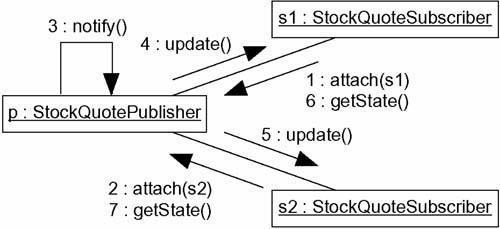 s1 : StockQuoteSubscriber
3 : notify()
4 : update()
1 : attach(s1)
6 : getState()
p : StockQuotePublisher
5 : update()
2 : attach(s2)
7 : getState()
s2 : StockQuoteSubscriber